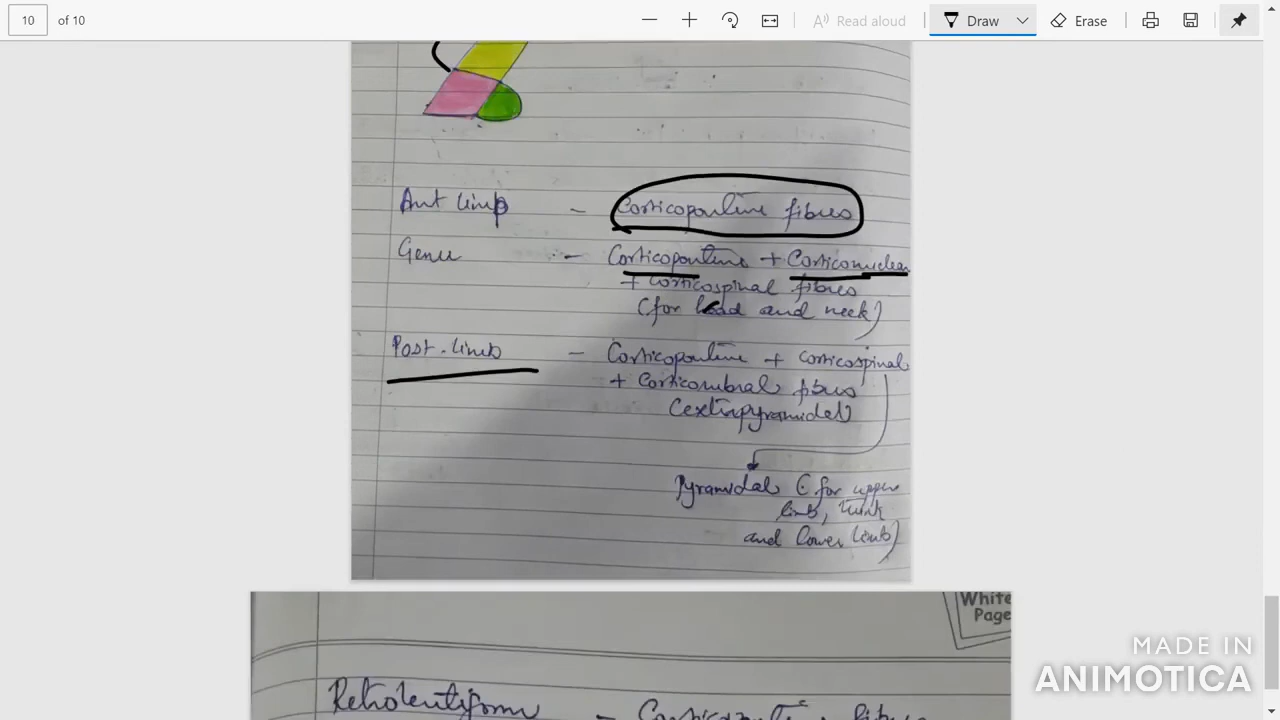 10 of 10
Read aloud
Draw
Erase
Ant limb - Corticopontine fibres
Genu - Corticopontine + Corticonuclear
+ corticospinal fibres
(for head and neck)
Post. limb - Corticopontine + corticospinal
+ Corticorubral fibres
(extrapyramidal)
Pyramidal (for upper
limb, trunk
and lower limb)
White
Page
Retrolentiform - Corticopontine fibres
MADE IN
ANIMOTICA